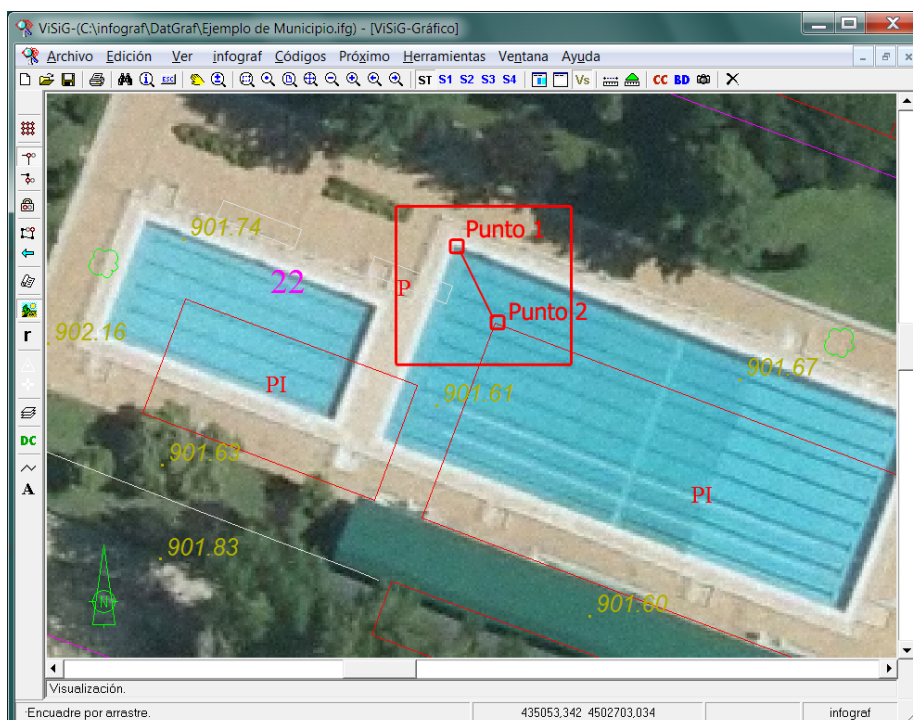 ViSiG-(C:\infograf\DatGraf\Ejemplo de Municipio.ifg) - [ViSiG-Gráfico]
Archivo Edición Ver infograf Códigos Próximo Herramientas Ventana Ayuda
ESC ST S1 S2 S3 S4 Vs CC BD
r
DC
A
Punto 1
901.74
22
P
Punto 2
902.16
901.67
PI
901.61
901.63
PI
901.83
901.60
N
Visualización.
Encuadre por arrastre. 435053,342 4502703,034 infograf